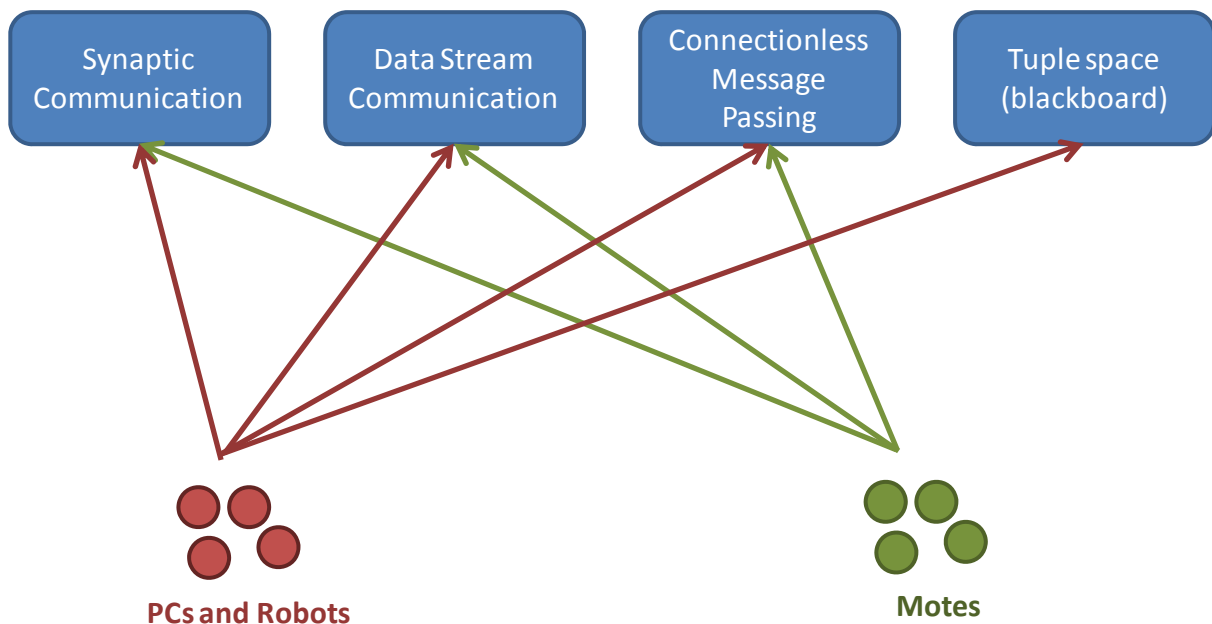 Synaptic
Communication
Data Stream
Communication
Connectionless
Message
Passing
Tuple space
(blackboard)
PCs and Robots
Motes